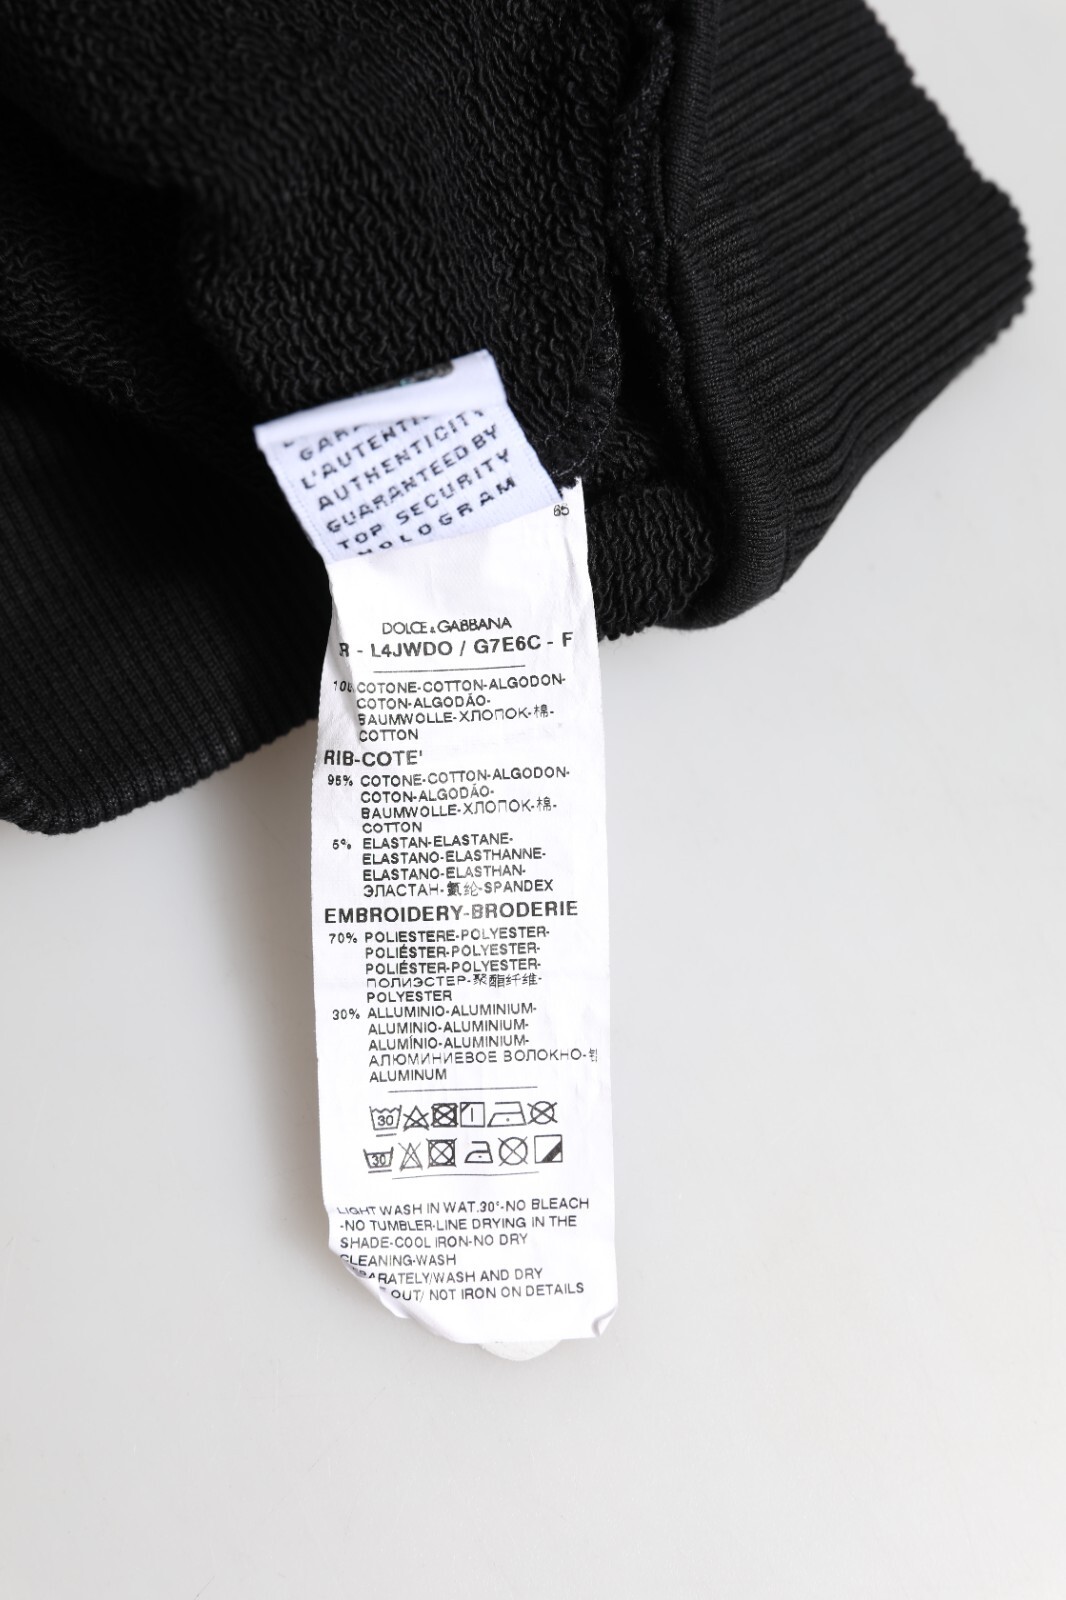 L'AUTENTI
AUTHENTICITY
GUARANTEED BY
TOP SECURITY
HOLOGRAM
65
DOLCE & GABBANA
R - L4JWDO / G7E6C - F
COTONE-COTTON-ALGODON-
COTON-ALGODÃO-
BAUMWOLLE-ХЛОПОК-棉-
COTTON
RIB-COTE'
95% COTONE-COTTON-ALGODON-
COTON-ALGODÃO-
BAUMWOLLE-ХЛОПОК-棉-
COTTON
5% ELASTAN-ELASTANE-
ELASTANO-ELASTHANNE-
ELASTANO-ELASTHAN-
ЭЛАСТАН-氨纶-SPANDEX
EMBROIDERY-BRODERIE
70% POLIESTERE-POLYESTER-
POLIÉSTER-POLYESTER-
POLIÉSTER-POLYESTER-
ПОЛИЭСТЕР-聚酯纤维-
POLYESTER
30% ALLUMINIO-ALUMINIUM-
ALUMINIO-ALUMINIUM-
ALUMÍNIO-ALUMINIUM-
АЛЮМИНИЕВОЕ ВОЛОКНО-
ALUMINUM
30
30
LIGHT WASH IN WAT.30°-NO BLEACH
-NO TUMBLER-LINE DRYING IN THE
SHADE-COOL IRON-NO DRY
CLEANING-WASH
SEPARATELY/WASH AND DRY
OUT/ NOT IRON ON DETAILS